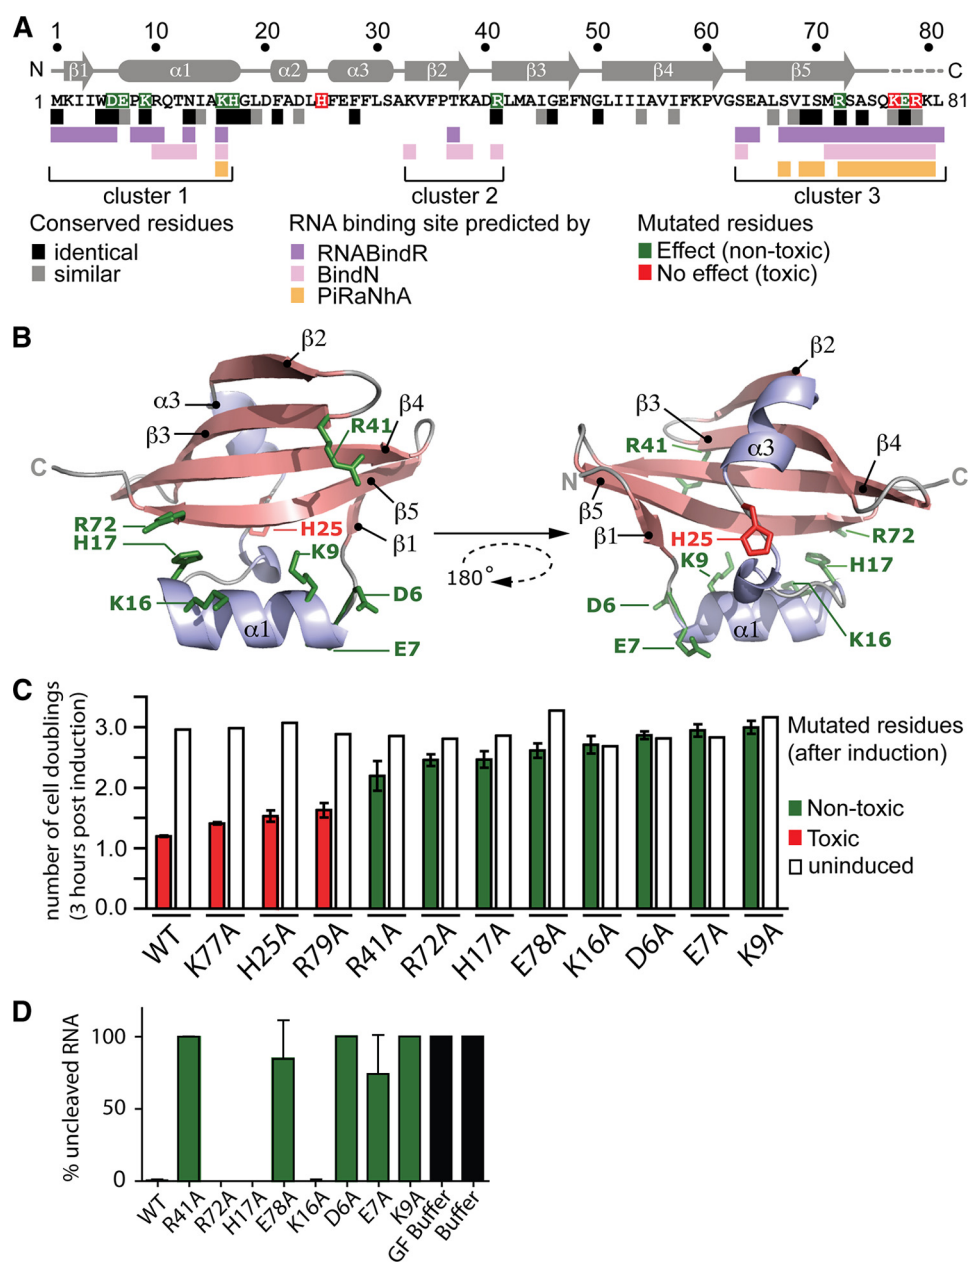 A
1 10 20 30 40 50 60 70 80
N β1 α1 α2 α3 β2 β3 β4 β5 C
1 MKIIWDEPKRQTNIAKHGLDFADLHFEFFLSAKVFPTKADRLMAIGEFNGLIIIAVIFKPVGSEALSVISMRSASQKERKL 81
cluster 1 cluster 2 cluster 3
Conserved residues
identical
similar
RNA binding site predicted by
RNABindR
BindN
PiRaNhA
Mutated residues
Effect (non-toxic)
No effect (toxic)
B
β2
α3
β3
β4
R41
C
β5
R72
H25
H17
β1
K9
K16
D6
α1
E7
180°
β2
β3
R41
α3
β4
N
C
β5
β1
H25
R72
K9
H17
D6
α1
K16
E7
C
number of cell doublings
(3 hours post induction)
3.0
2.0
1.0
0.0
WT K77A H25A R79A R41A R72A H17A E78A K16A D6A E7A K9A
Mutated residues
(after induction)
Non-toxic
Toxic
uninduced
D
% uncleaved RNA
100
50
0
WT R41A R72A H17A E78A K16A D6A E7A K9A GF Buffer Buffer